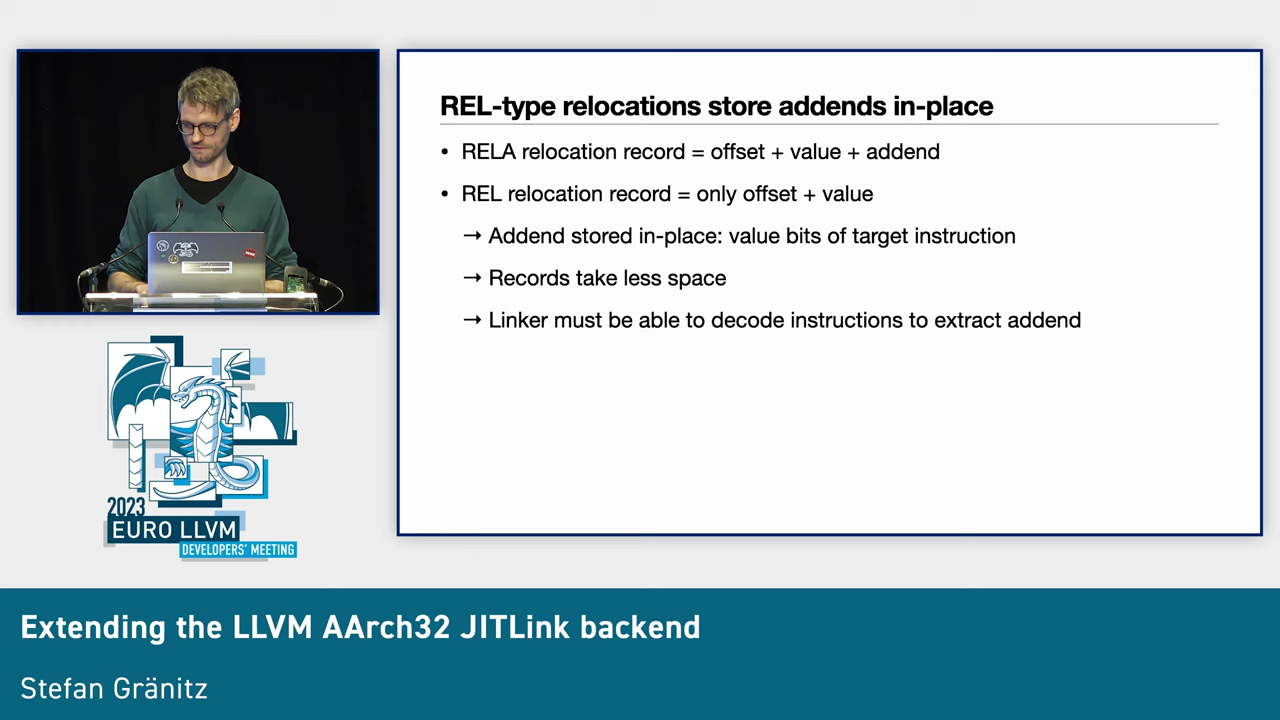 REL-type relocations store addends in-place
• RELA relocation record = offset + value + addend
• REL relocation record = only offset + value
→ Addend stored in-place: value bits of target instruction
→ Records take less space
→ Linker must be able to decode instructions to extract addend
2023
EURO LLVM
DEVELOPERS' MEETING
Extending the LLVM AArch32 JITLink backend
Stefan Gränitz